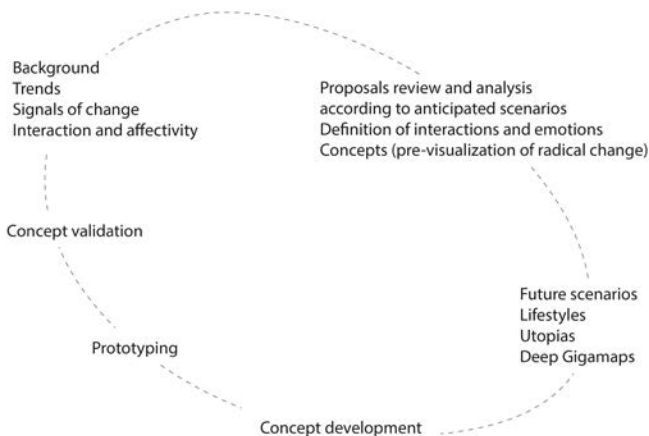 Background
Trends
Signals of change
Interaction and affectivity
Proposals review and analysis
according to anticipated scenarios
Definition of interactions and emotions
Concepts (pre-visualization of radical change)
Future scenarios
Lifestyles
Utopias
Deep Gigamaps
Concept development
Prototyping
Concept validation